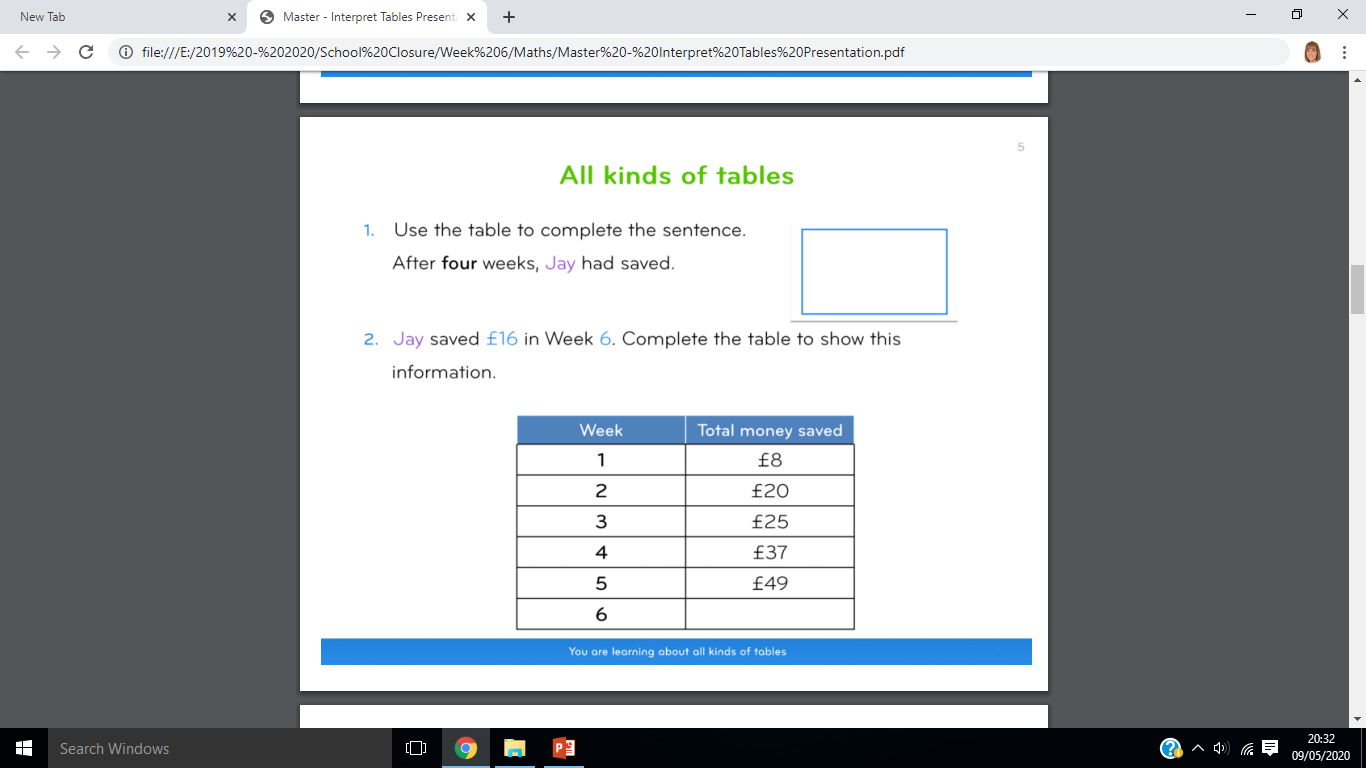 New Tab
Master - Interpret Tables Present
file:///E:/2019%20-%202020/School%20Closure/Week%206/Maths/Master%20-%20Interpret%20Tables%20Presentation.pdf
5
All kinds of tables
1. Use the table to complete the sentence.
After four weeks, Jay had saved.
2. Jay saved £16 in Week 6. Complete the table to show this
information.
Week Total money saved
1 £8
2 £20
3 £25
4 £37
5 £49
6
You are learning about all kinds of tables
Search Windows
20:32
09/05/2020